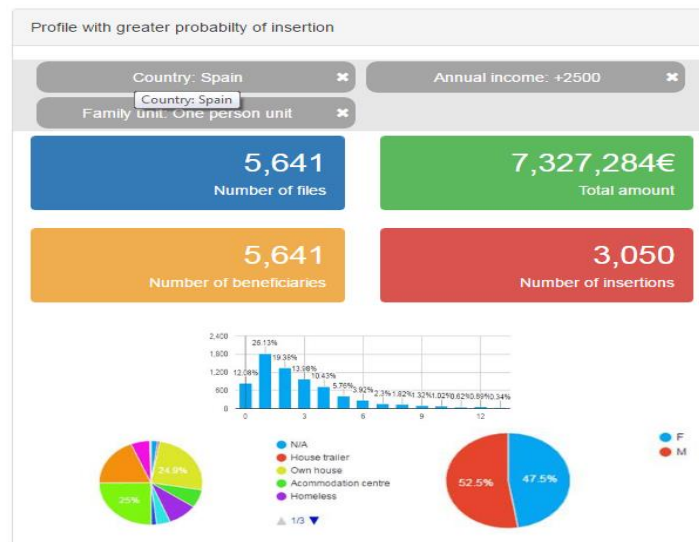 Profile with greater probabilty of insertion
Country: Spain ✖ Annual income: +2500 ✖
Country: Spain
Family unit: One person unit ✖
5,641
Number of files
7,327,284€
Total amount
5,641
Number of beneficiaries
3,050
Number of insertions
2,400
1,800
1,200
600
0
12.08% 26.13% 19.38% 13.98% 10.43% 5.76% 3.92% 2.3% 1.82% 1.32% 1.02% 0.62% 0.89% 0.34%
0 3 6 9 12
24.9%
25%
N/A
House trailer
Own house
Acommodation centre
Homeless
1/3
52.5% 47.5%
F
M